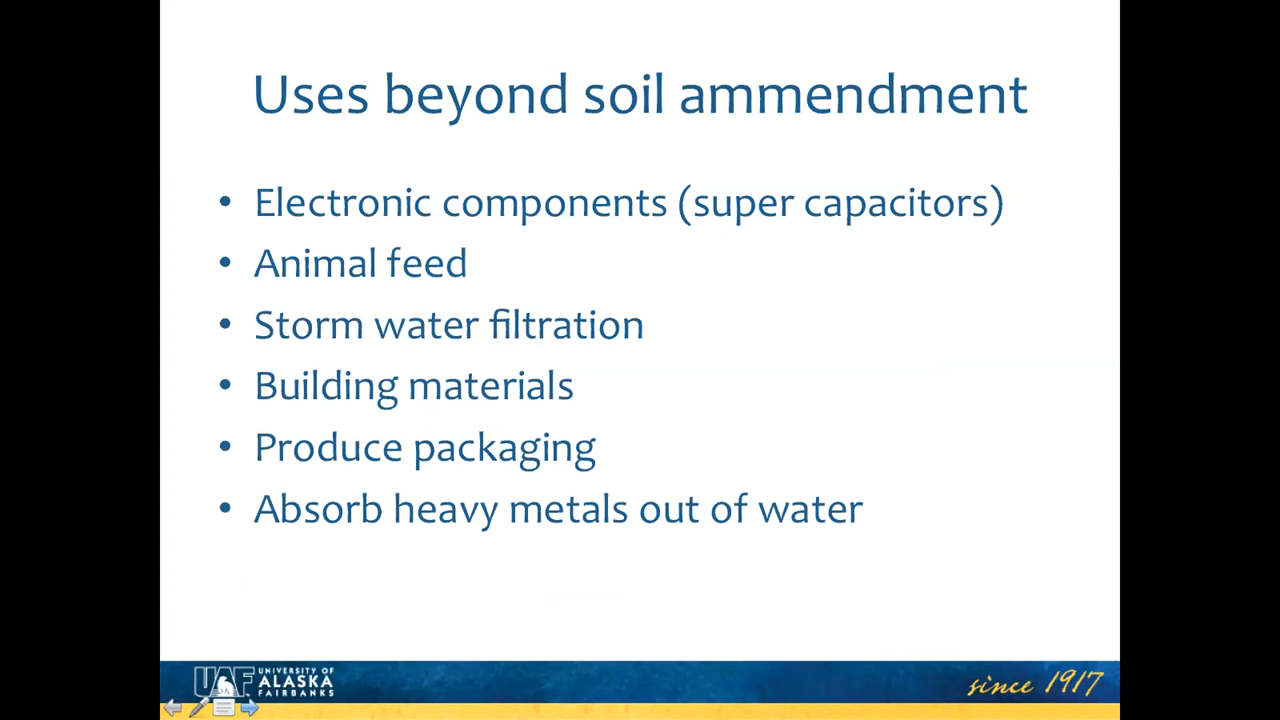 Uses beyond soil ammendment
• Electronic components (super capacitors)
• Animal feed
• Storm water filtration
• Building materials
• Produce packaging
• Absorb heavy metals out of water
UAF
UNIVERSITY OF
ALASKA
FAIRBANKS
since 1917